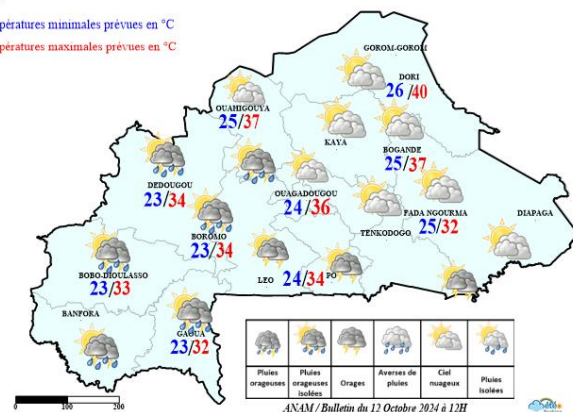 pératures minimales prévues en °C
pératures maximales prévues en °C
GOROM-GOROM
DORI
26 /40
OUAHIGOUYA
25/37
KAYA
BOGANDE
25/37
DEDOUGOU
23/34
OUAGADOUGOU
24/36
FADA NGOURMA
25/32
DIAPAGA
TENKODOGO
BOROMO
23/34
BOBO-DIOULASSO
23/33
LEO
24/34
PO
BANFORA
GAOUA
23/32
Pluies orageuses
Pluies orageuses isolées
Orages
Averses de pluies
Ciel nuageux
Pluies isolées
0 100 200
ANAM / Bulletin du 12 Octobre 2024 à 12H